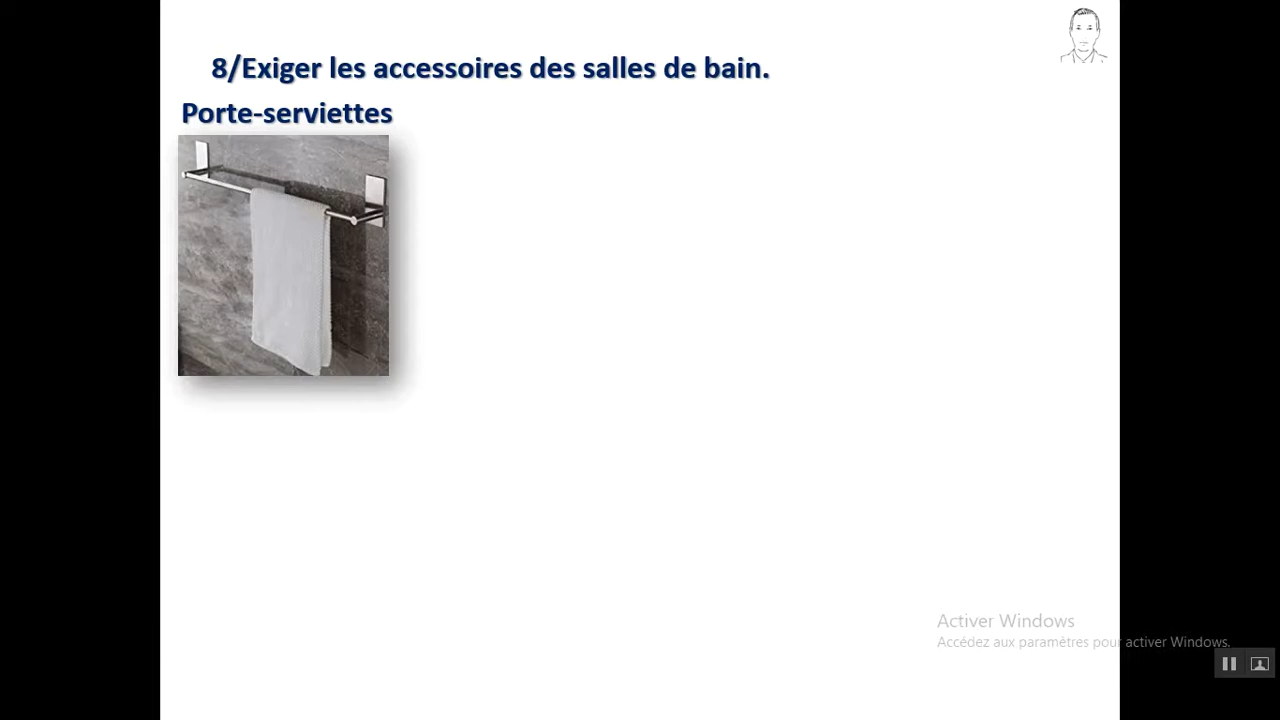 8/Exiger les accessoires des salles de bain.
Porte-serviettes
Activer Windows
Accédez aux paramètres pour activer Windows.